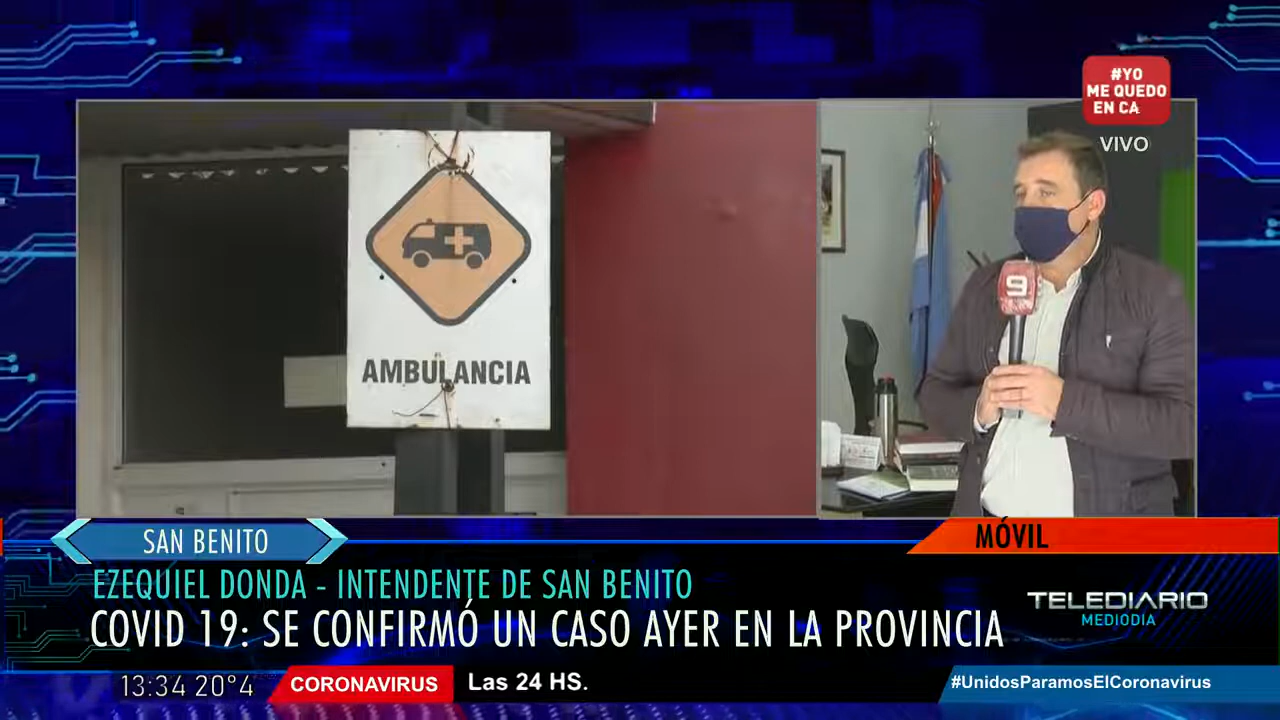 #YO
ME QUEDO
EN CA
VIVO
AMBULANCIA
9
SAN BENITO
MÓVIL
EZEQUIEL DONDA - INTENDENTE DE SAN BENITO
COVID 19: SE CONFIRMÓ UN CASO AYER EN LA PROVINCIA
TELEDIARIO
MEDIODIA
13:34 20°4
CORONAVIRUS
Las 24 HS.
#UnidosParamosElCoronavirus